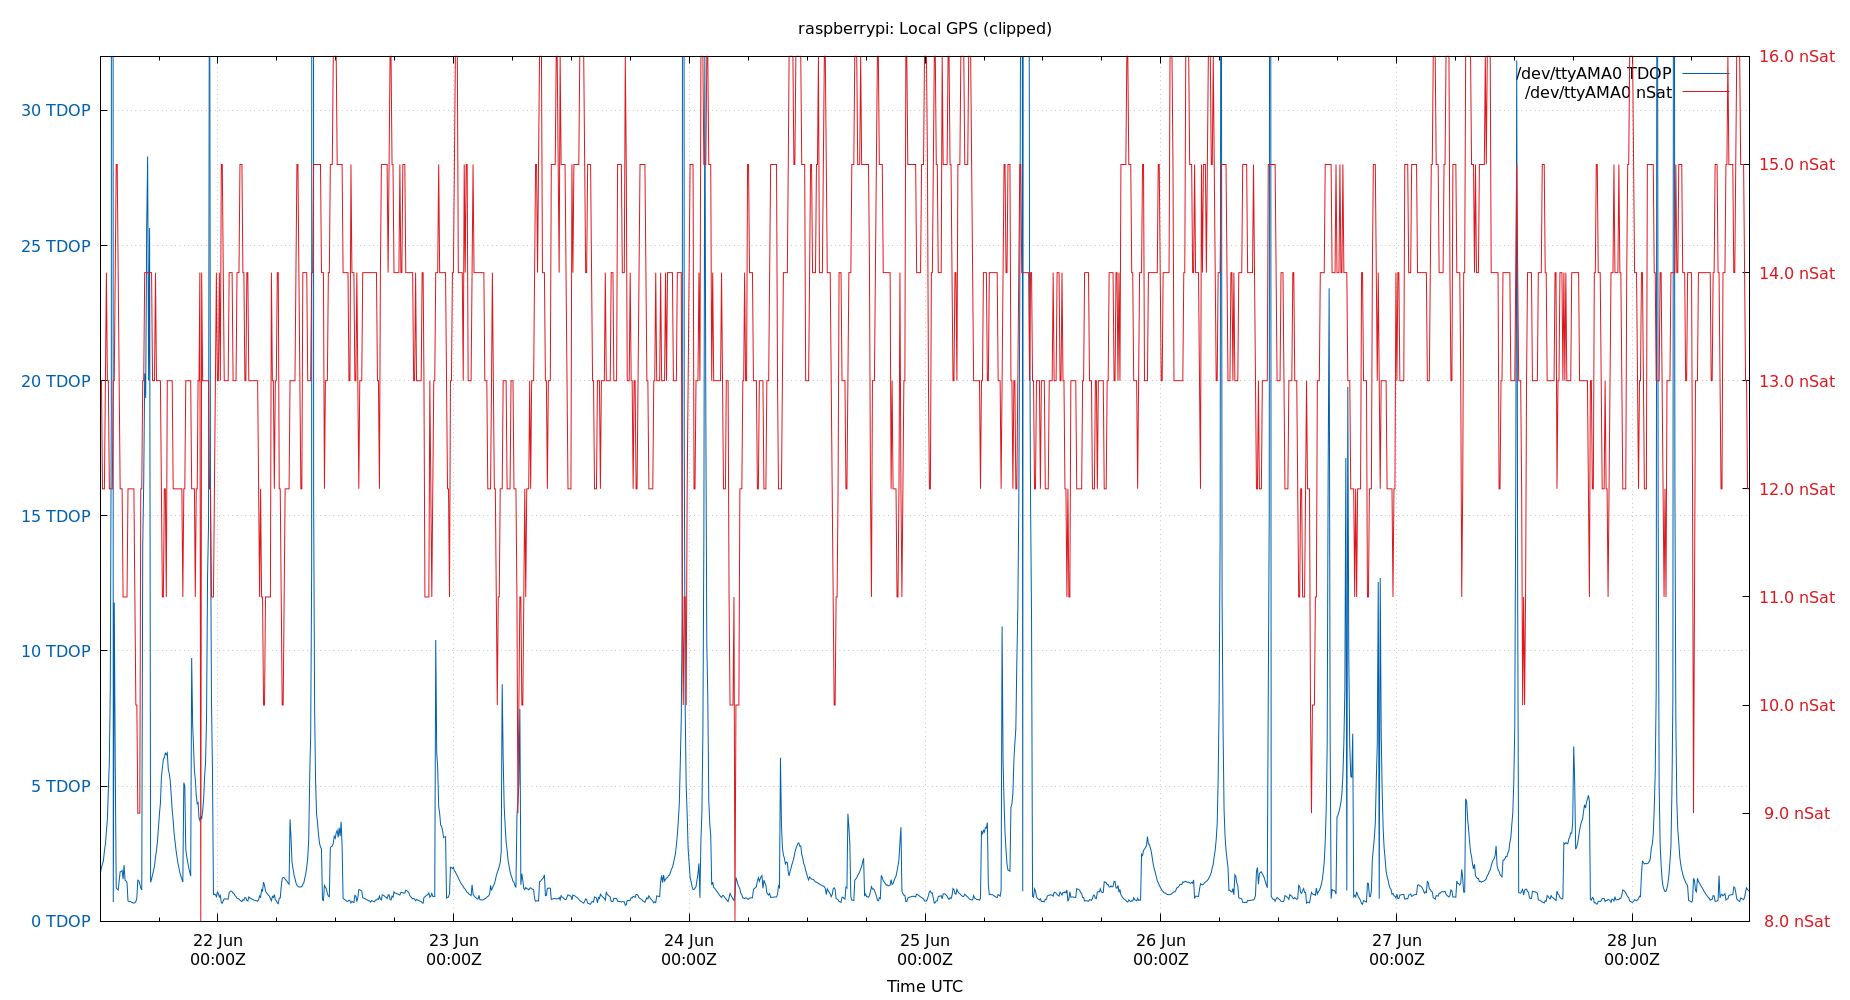 raspberrypi: Local GPS (clipped)
/dev/ttyAMA0 TDOP
/dev/ttyAMA0 nSat
30 TDOP
25 TDOP
20 TDOP
15 TDOP
10 TDOP
5 TDOP
0 TDOP
16.0 nSat
15.0 nSat
14.0 nSat
13.0 nSat
12.0 nSat
11.0 nSat
10.0 nSat
9.0 nSat
8.0 nSat
22 Jun
00:00Z
23 Jun
00:00Z
24 Jun
00:00Z
25 Jun
00:00Z
26 Jun
00:00Z
27 Jun
00:00Z
28 Jun
00:00Z
Time UTC